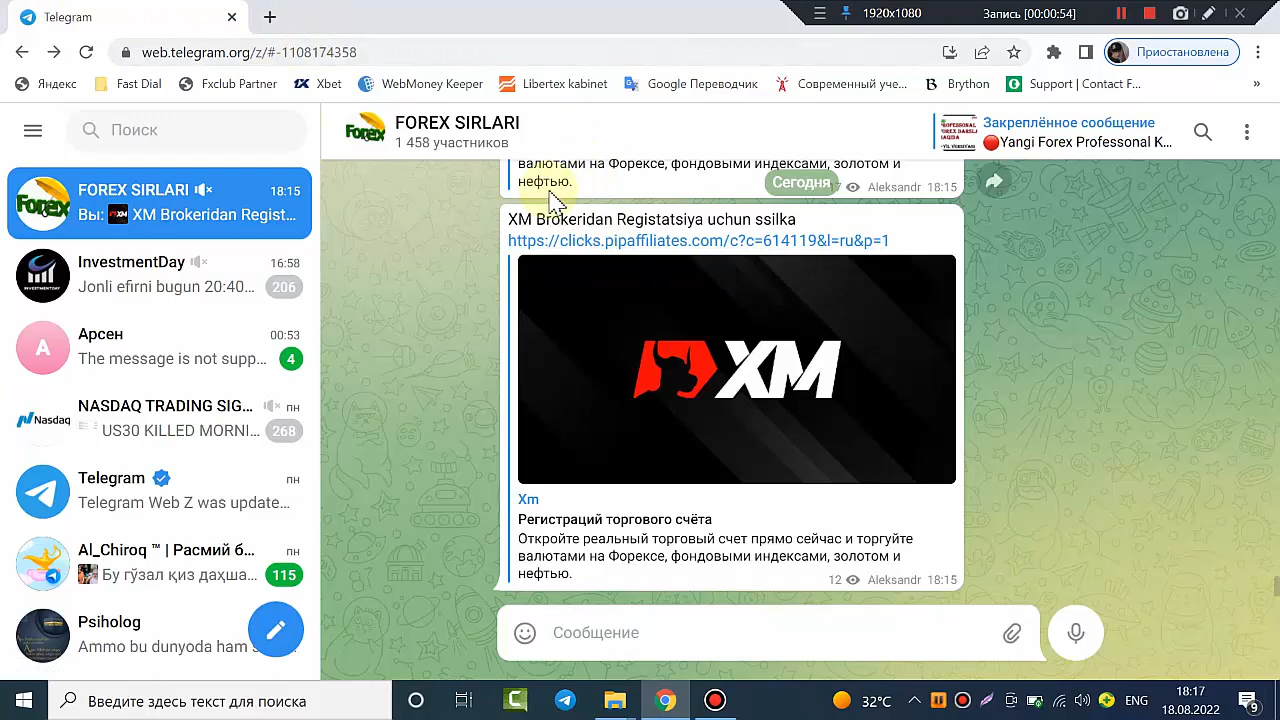 Telegram
1920x1080
Запись [00:00:54]
web.telegram.org/z/#-1108174358
Приостановлена
Яндекс
Fast Dial
Fxclub Partner
Xbet
WebMoney Keeper
Libertex kabinet
Google Переводчик
Современный уче...
Brython
Support | Contact F...
»
Поиск
FOREX SIRLARI
1 458 участников
Закреплённое сообщение
Yangi Forex Professonal K...
FOREX SIRLARI
18:15
Вы: XM Brokeridan Regist...
InvestmentDay
16:58
Jonli efirni bugun 20:40...
206
A
Арсен
00:53
The message is not supp...
4
Nasdaq
NASDAQ TRADING SIG...
пн
US30 KILLED MORNI...
268
Telegram
пн
Telegram Web Z was update...
Al_Chiroq ™ | Расмий б...
пн
Бу гўзал қиз даҳша...
115
Psiholog
Ammo bu dunyoda ham
валютами на Форексе, фондовыми индексами, золотом и
нефтью.
Сегодня
7
Aleksandr 18:15
XM Brokeridan Registatsiya uchun ssilka
https://clicks.pipaffiliates.com/c?c=614119&l=ru&p=1
XM
Xm
Регистраций торгового счёта
Откройте реальный торговый счет прямо сейчас и торгуйте
валютами на Форексе, фондовыми индексами, золотом и
нефтью.
12
Aleksandr 18:15
Сообщение
Введите здесь текст для поиска
32°C
ENG
18:17
18.08.2022
9